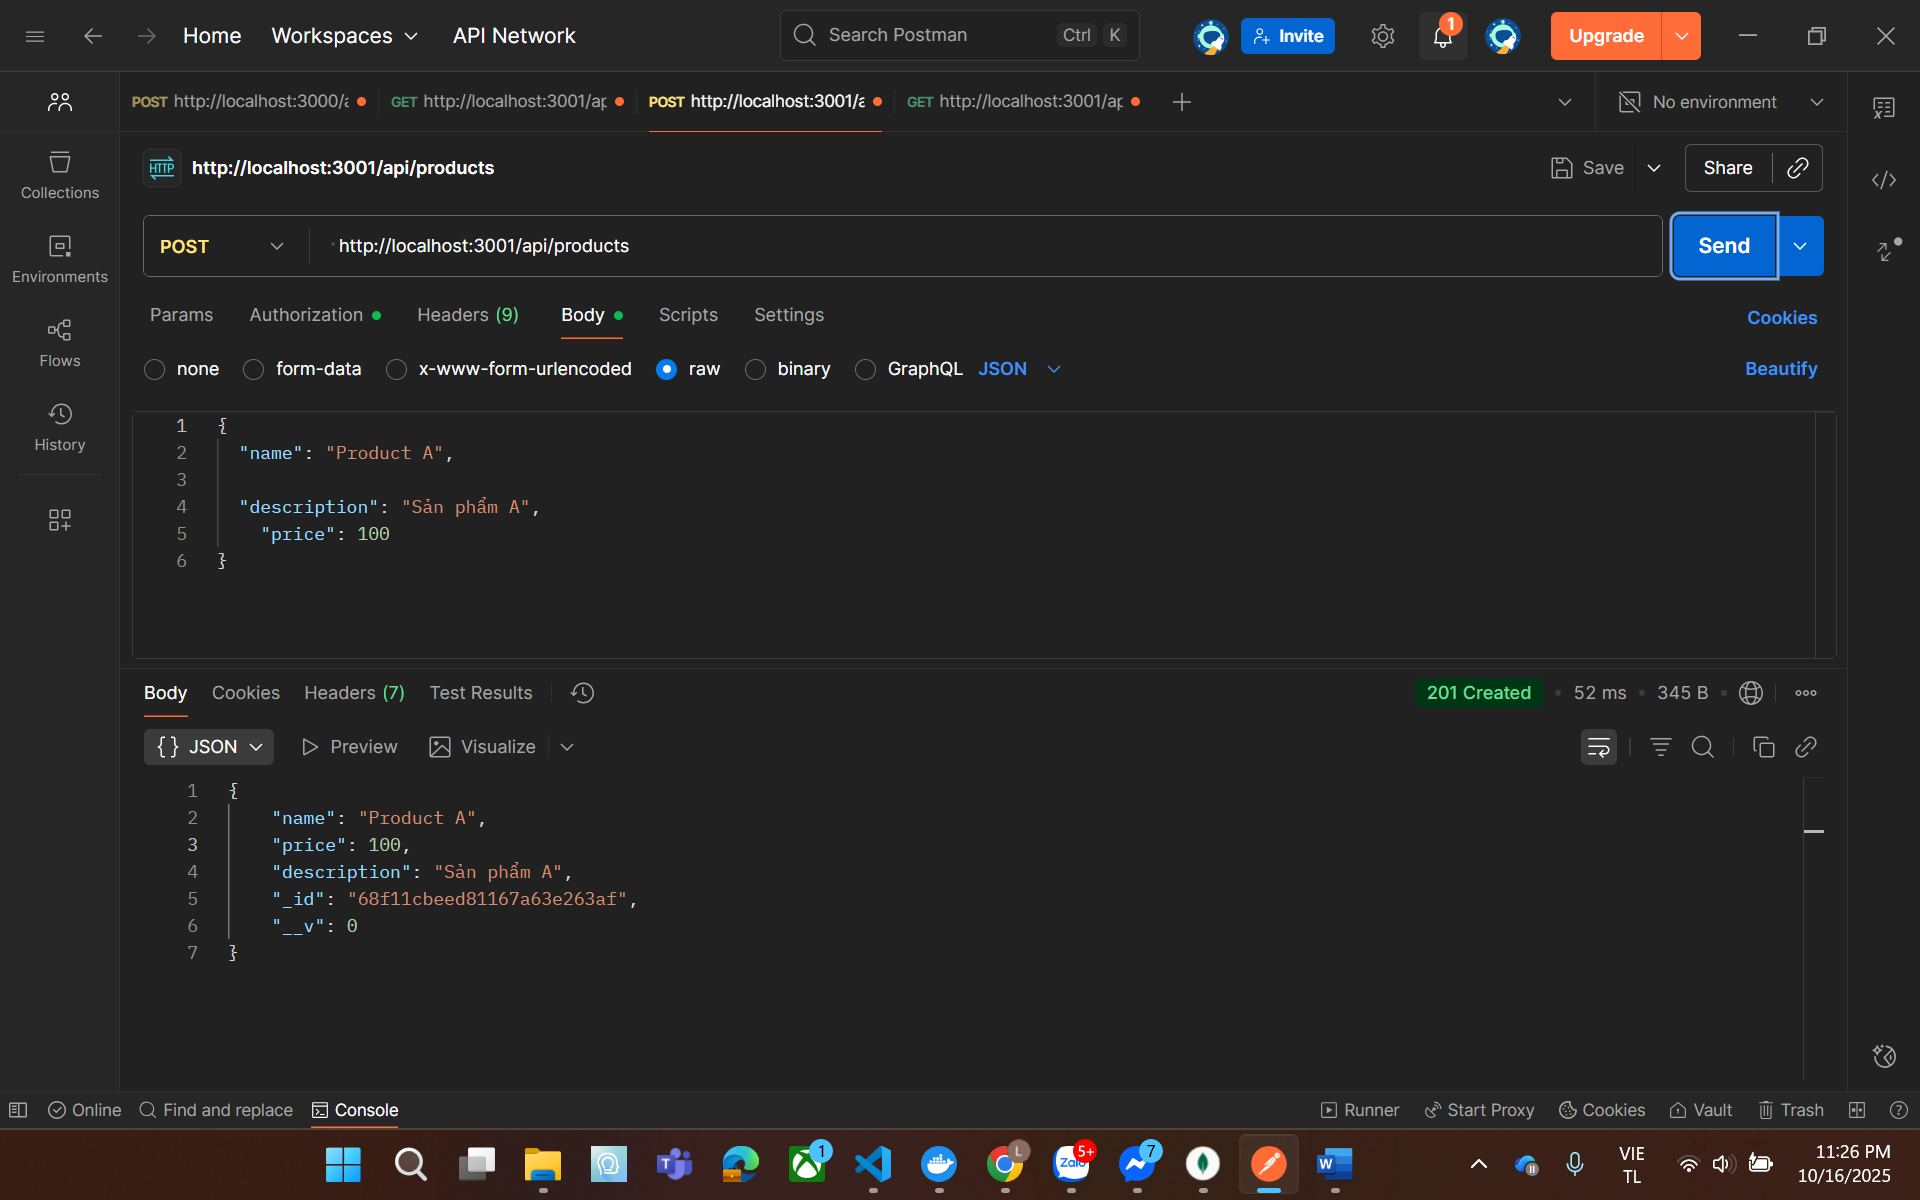 Home
Workspaces
API Network
Search Postman
Ctrl K
Invite
1
Upgrade
POST http://localhost:3000/a
GET http://localhost:3001/ap
POST http://localhost:3001/a
GET http://localhost:3001/ap
No environment
HTTP http://localhost:3001/api/products
Save
Share
Collections
Environments
Flows
History
POST
http://localhost:3001/api/products
Send
Params
Authorization
Headers (9)
Body
Scripts
Settings
Cookies
none
form-data
x-www-form-urlencoded
raw
binary
GraphQL
JSON
Beautify
1 {
2 "name": "Product A",
3
4 "description": "Sản phẩm A",
5 "price": 100
6 }
Body
Cookies
Headers (7)
Test Results
201 Created
52 ms
345 B
{} JSON
Preview
Visualize
1 {
2 "name": "Product A",
3 "price": 100,
4 "description": "Sản phẩm A",
5 "_id": "68f11cbeed81167a63e263af",
6 "__v": 0
7 }
Online
Find and replace
Console
Runner
Start Proxy
Cookies
Vault
Trash
1
L
Zalo
5+
7
W
VIE
TL
11:26 PM
10/16/2025